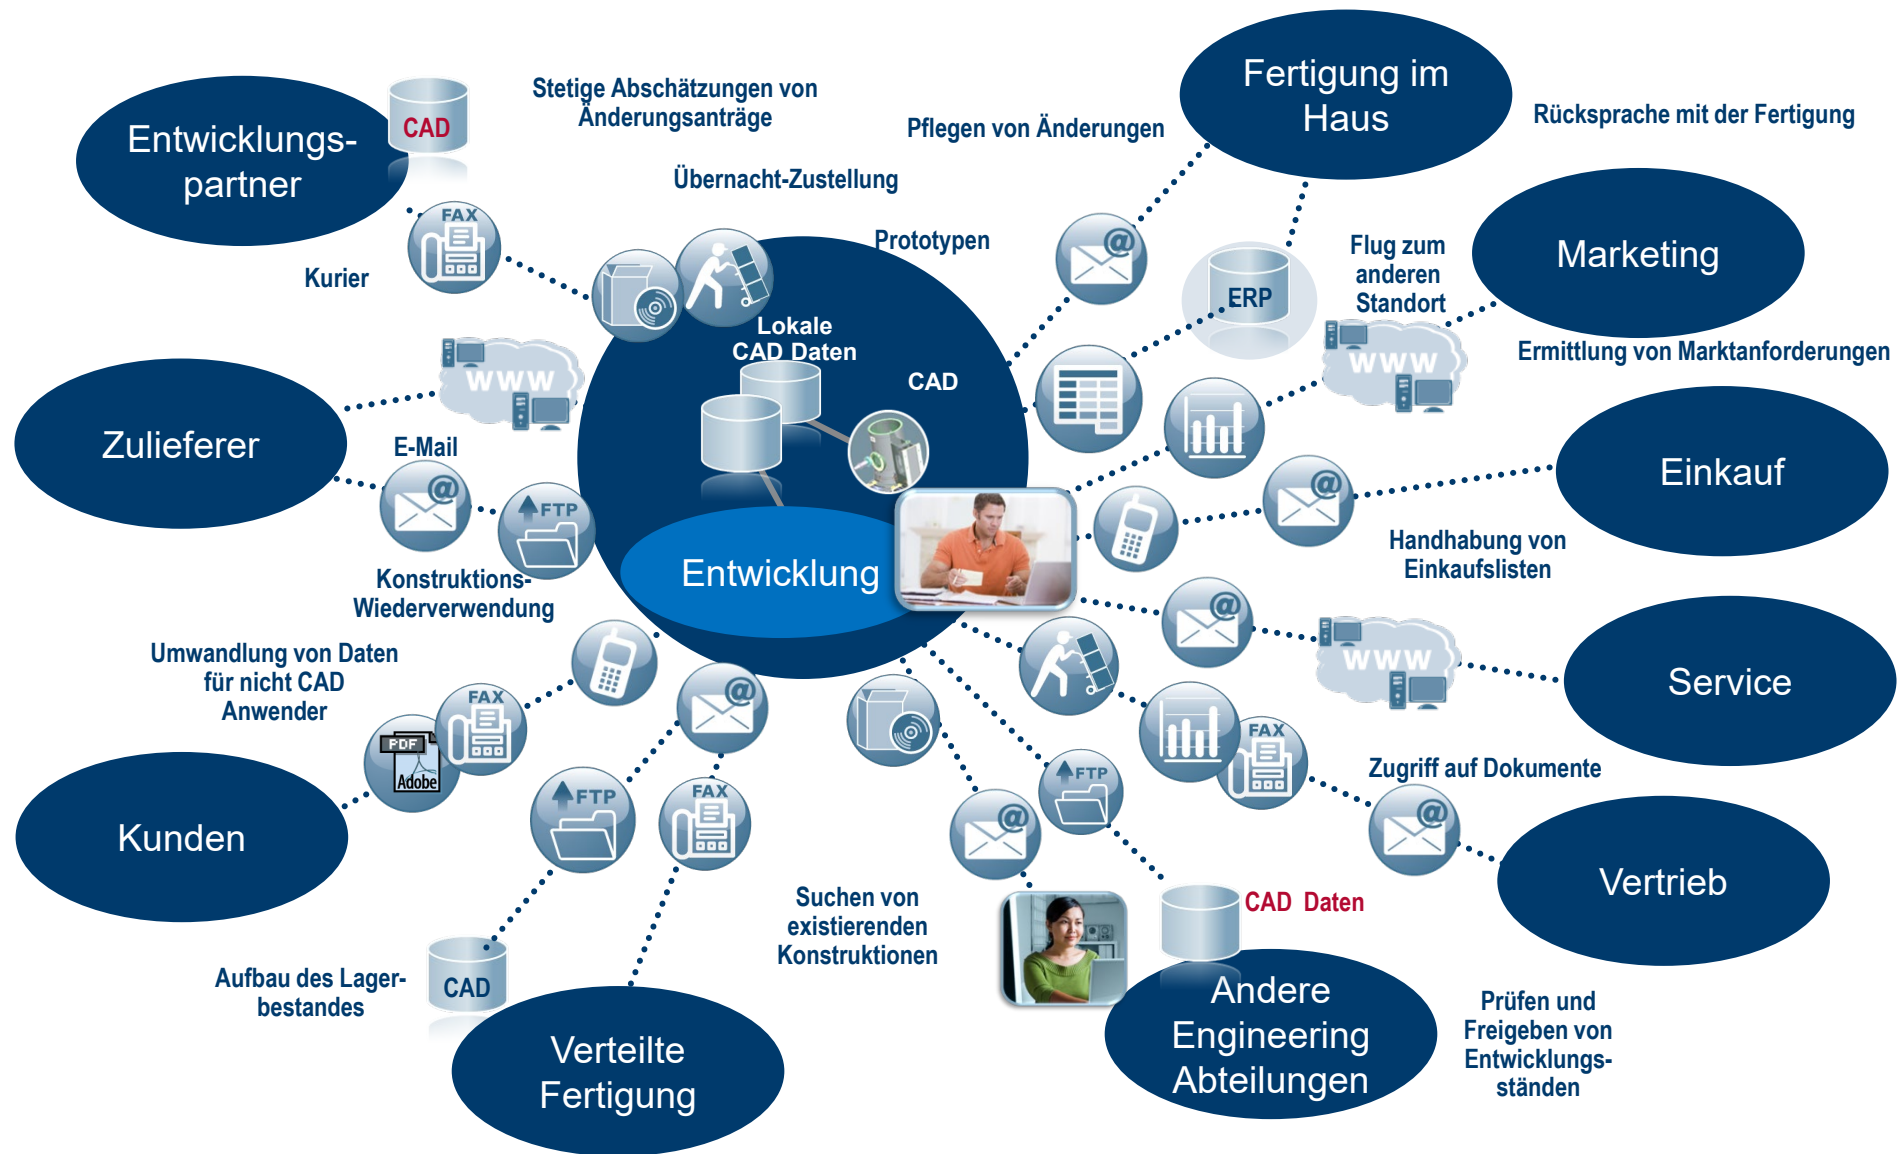 Fertigung im
Haus
Stetige Abschätzungen von
Änderungsanträge
CAD
Entwicklungs-
partner
Pflegen von Änderungen
Rücksprache mit der Fertigung
Übernacht-Zustellung
FAX
Prototypen
@
Flug zum
anderen
Standort
Marketing
Kurier
ERP
Lokale
CAD Daten
CAD
WWW
Ermittlung von Marktanforderungen
WWW
Zulieferer
E-Mail
@
FTP
Einkauf
@
Handhabung von
Einkaufslisten
Entwicklung
Konstruktions-
Wiederverwendung
@
WWW
Service
Umwandlung von Daten
für nicht CAD
Anwender
FAX
PDF
Adobe
@
FAX
Zugriff auf Dokumente
FTP
FTP
FAX
@
@
Kunden
Vertrieb
Suchen von
existierenden
Konstruktionen
CAD Daten
Aufbau des Lager-
bestandes
CAD
Andere
Engineering
Abteilungen
Prüfen und
Freigeben von
Entwicklungs-
ständen
Verteilte
Fertigung